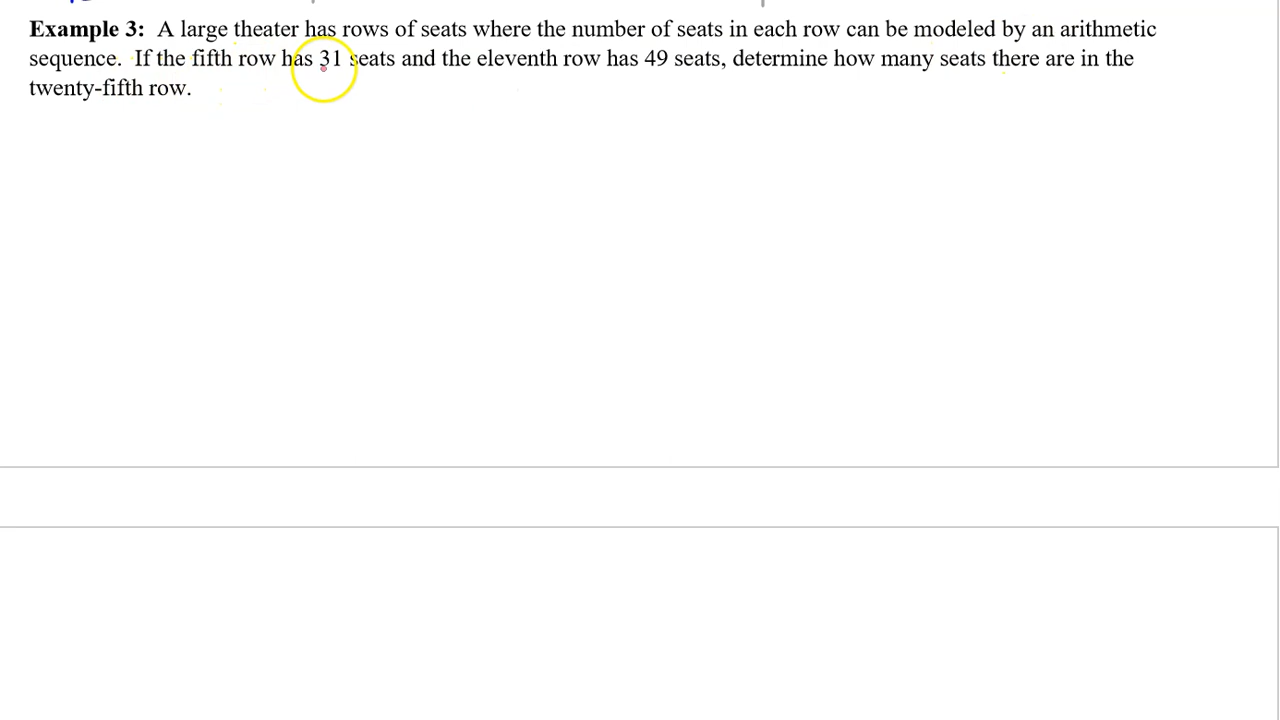 Example 3: A large theater has rows of seats where the number of seats in each row can be modeled by an arithmetic
sequence. If the fifth row has 31 seats and the eleventh row has 49 seats, determine how many seats there are in the
twenty-fifth row.